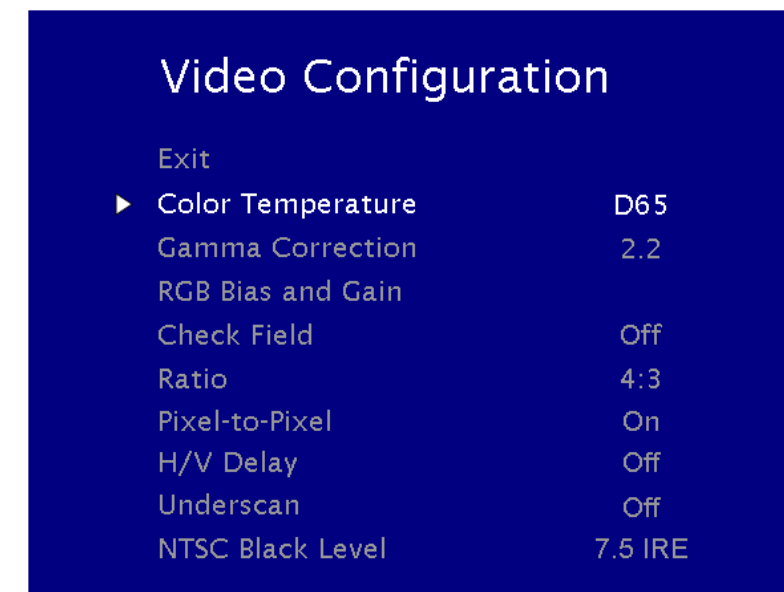 Video Configuration
Exit
Color Temperature D65
Gamma Correction 2.2
RGB Bias and Gain
Check Field Off
Ratio 4:3
Pixel-to-Pixel On
H/V Delay Off
Underscan Off
NTSC Black Level 7.5 IRE